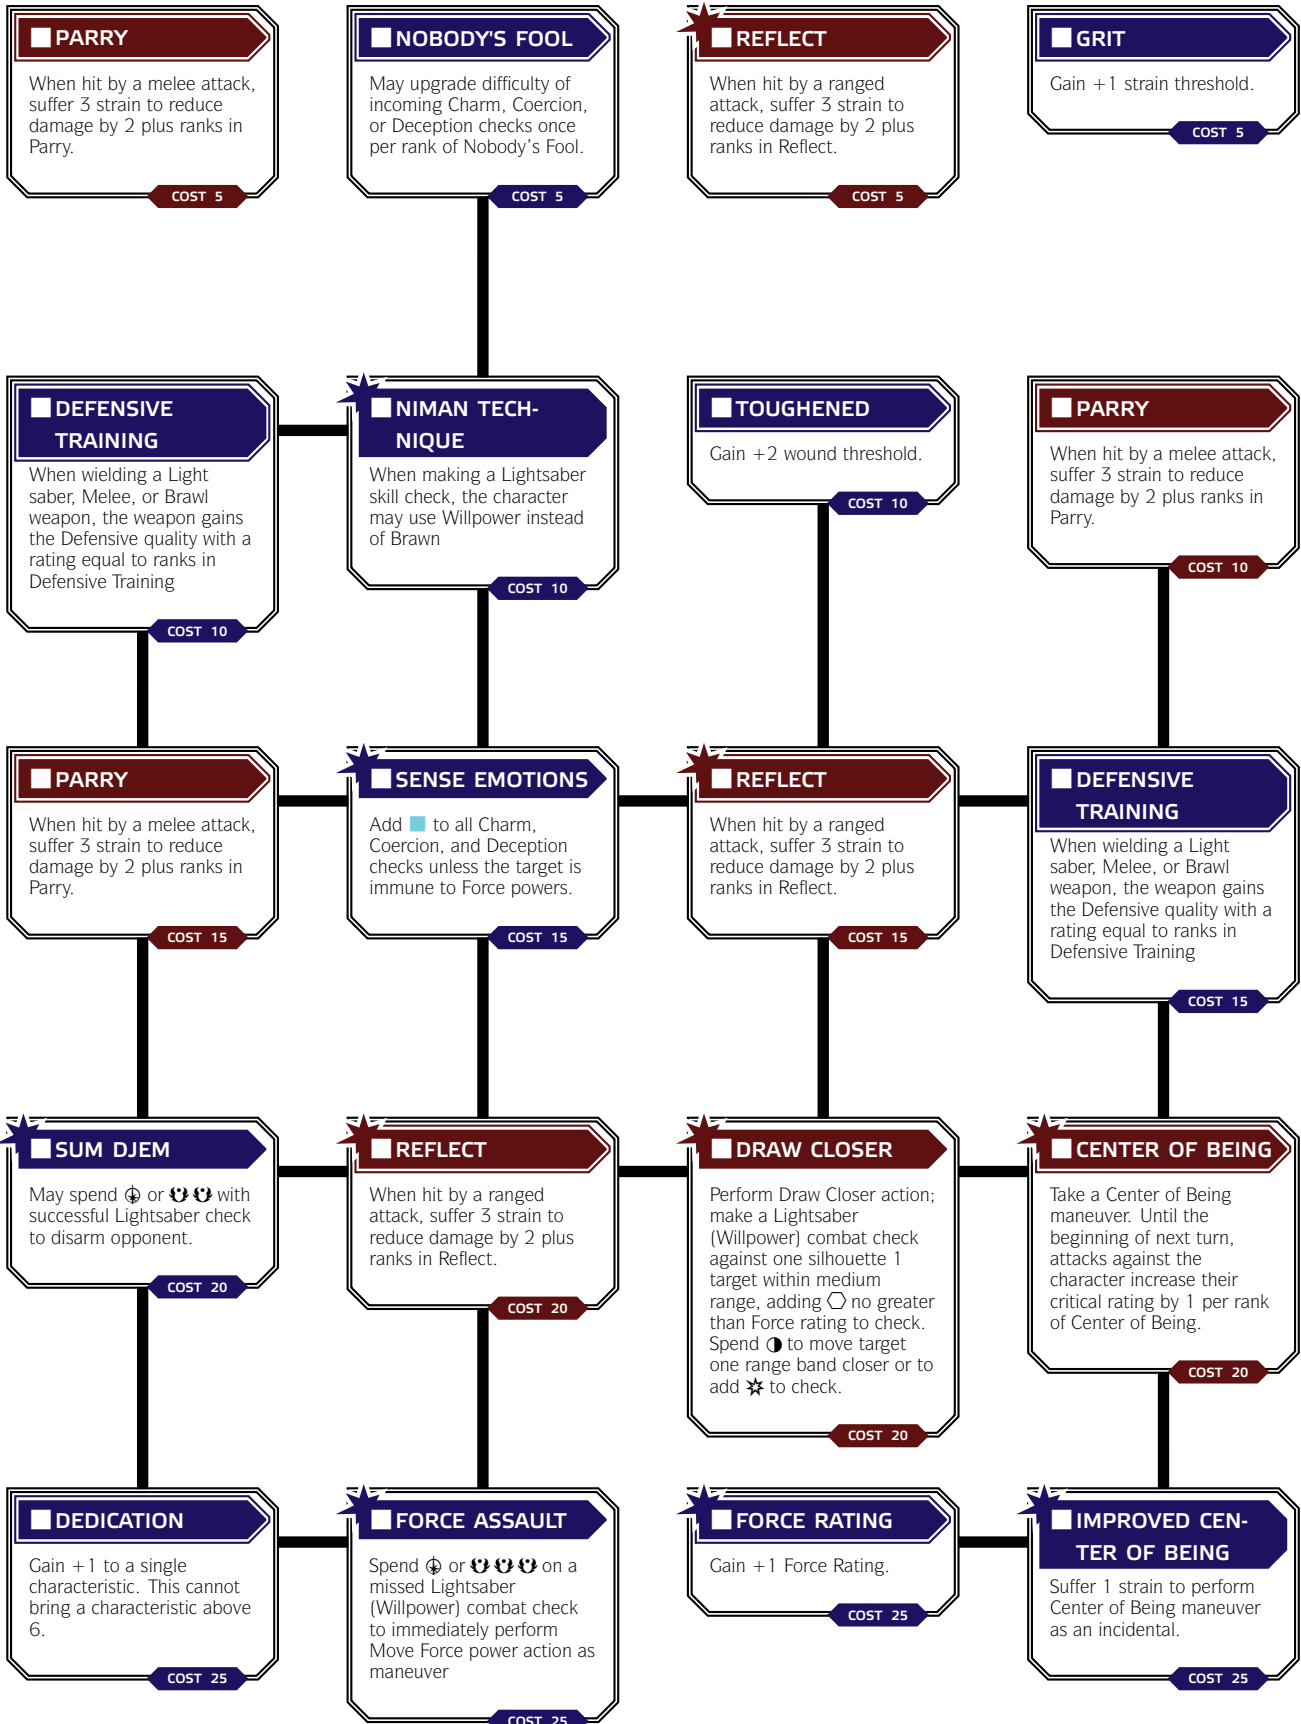 PARRY
When hit by a melee attack,
suffer 3 strain to reduce
damage by 2 plus ranks in
Parry.
COST 5
NOBODY'S FOOL
May upgrade difficulty of
incoming Charm, Coercion,
or Deception checks once
per rank of Nobody's Fool.
COST 5
REFLECT
When hit by a ranged
attack, suffer 3 strain to
reduce damage by 2 plus
ranks in Reflect.
COST 5
GRIT
Gain +1 strain threshold.
COST 5
DEFENSIVE
TRAINING
When wielding a Light
saber, Melee, or Brawl
weapon, the weapon gains
the Defensive quality with a
rating equal to ranks in
Defensive Training
COST 10
NIMAN TECH-
NIQUE
When making a Lightsaber
skill check, the character
may use Willpower instead
of Brawn
COST 10
TOUGHENED
Gain +2 wound threshold.
COST 10
PARRY
When hit by a melee attack,
suffer 3 strain to reduce
damage by 2 plus ranks in
Parry.
COST 10
PARRY
When hit by a melee attack,
suffer 3 strain to reduce
damage by 2 plus ranks in
Parry.
COST 15
SENSE EMOTIONS
Add to all Charm,
Coercion, and Deception
checks unless the target is
immune to Force powers.
COST 15
REFLECT
When hit by a ranged
attack, suffer 3 strain to
reduce damage by 2 plus
ranks in Reflect.
COST 15
DEFENSIVE
TRAINING
When wielding a Light
saber, Melee, or Brawl
weapon, the weapon gains
the Defensive quality with a
rating equal to ranks in
Defensive Training
COST 15
SUM DJEM
May spend or with
successful Lightsaber check
to disarm opponent.
COST 20
REFLECT
When hit by a ranged
attack, suffer 3 strain to
reduce damage by 2 plus
ranks in Reflect.
COST 20
DRAW CLOSER
Perform Draw Closer action;
make a Lightsaber
(Willpower) combat check
against one silhouette 1
target within medium
range, adding no greater
than Force rating to check.
Spend to move target
one range band closer or to
add to check.
COST 20
CENTER OF BEING
Take a Center of Being
maneuver. Until the
beginning of next turn,
attacks against the
character increase their
critical rating by 1 per rank
of Center of Being.
COST 20
DEDICATION
Gain +1 to a single
characteristic. This cannot
bring a characteristic above
6.
COST 25
FORCE ASSAULT
Spend or on a
missed Lightsaber
(Willpower) combat check
to immediately perform
Move Force power action as
maneuver
COST 25
FORCE RATING
Gain +1 Force Rating.
COST 25
IMPROVED CEN-
TER OF BEING
Suffer 1 strain to perform
Center of Being maneuver
as an incidental.
COST 25